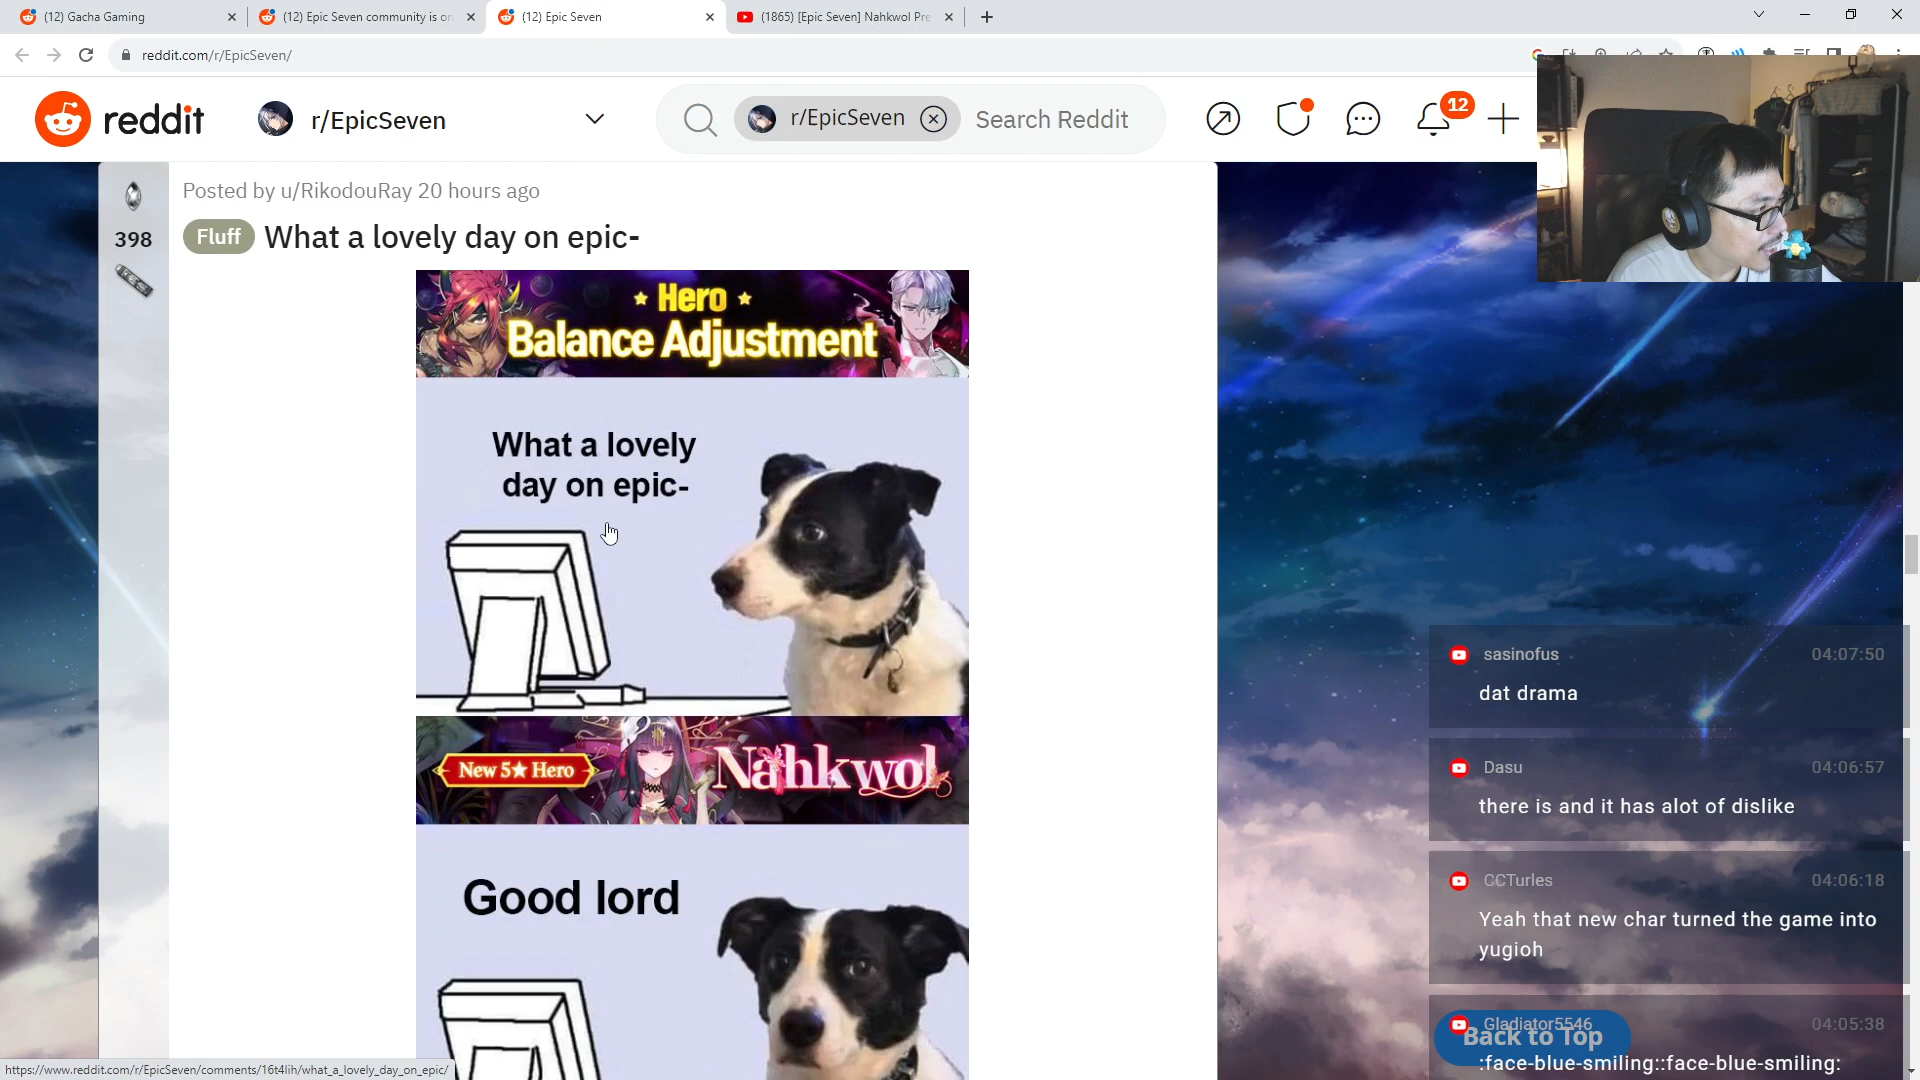 (12) Gacha Gaming
(12) Epic Seven community is on
(12) Epic Seven
(1865) [Epic Seven] Nahkwol Pre
reddit.com/r/EpicSeven/
reddit
r/EpicSeven
r/EpicSeven
Search Reddit
12
Posted by u/RikodouRay 20 hours ago
398
Fluff
What a lovely day on epic-
Hero
Balance Adjustment
What a lovely
day on epic-
New 5★ Hero
Nahkwol
Good lord
sasinofus
04:07:50
dat drama
Dasu
04:06:57
there is and it has alot of dislike
CCTurles
04:06:18
Yeah that new char turned the game into
yugioh
Gladiator5546
04:05:38
Back to Top
:face-blue-smiling::face-blue-smiling:
https://www.reddit.com/r/EpicSeven/comments/16t4lih/what_a_lovely_day_on_epic/